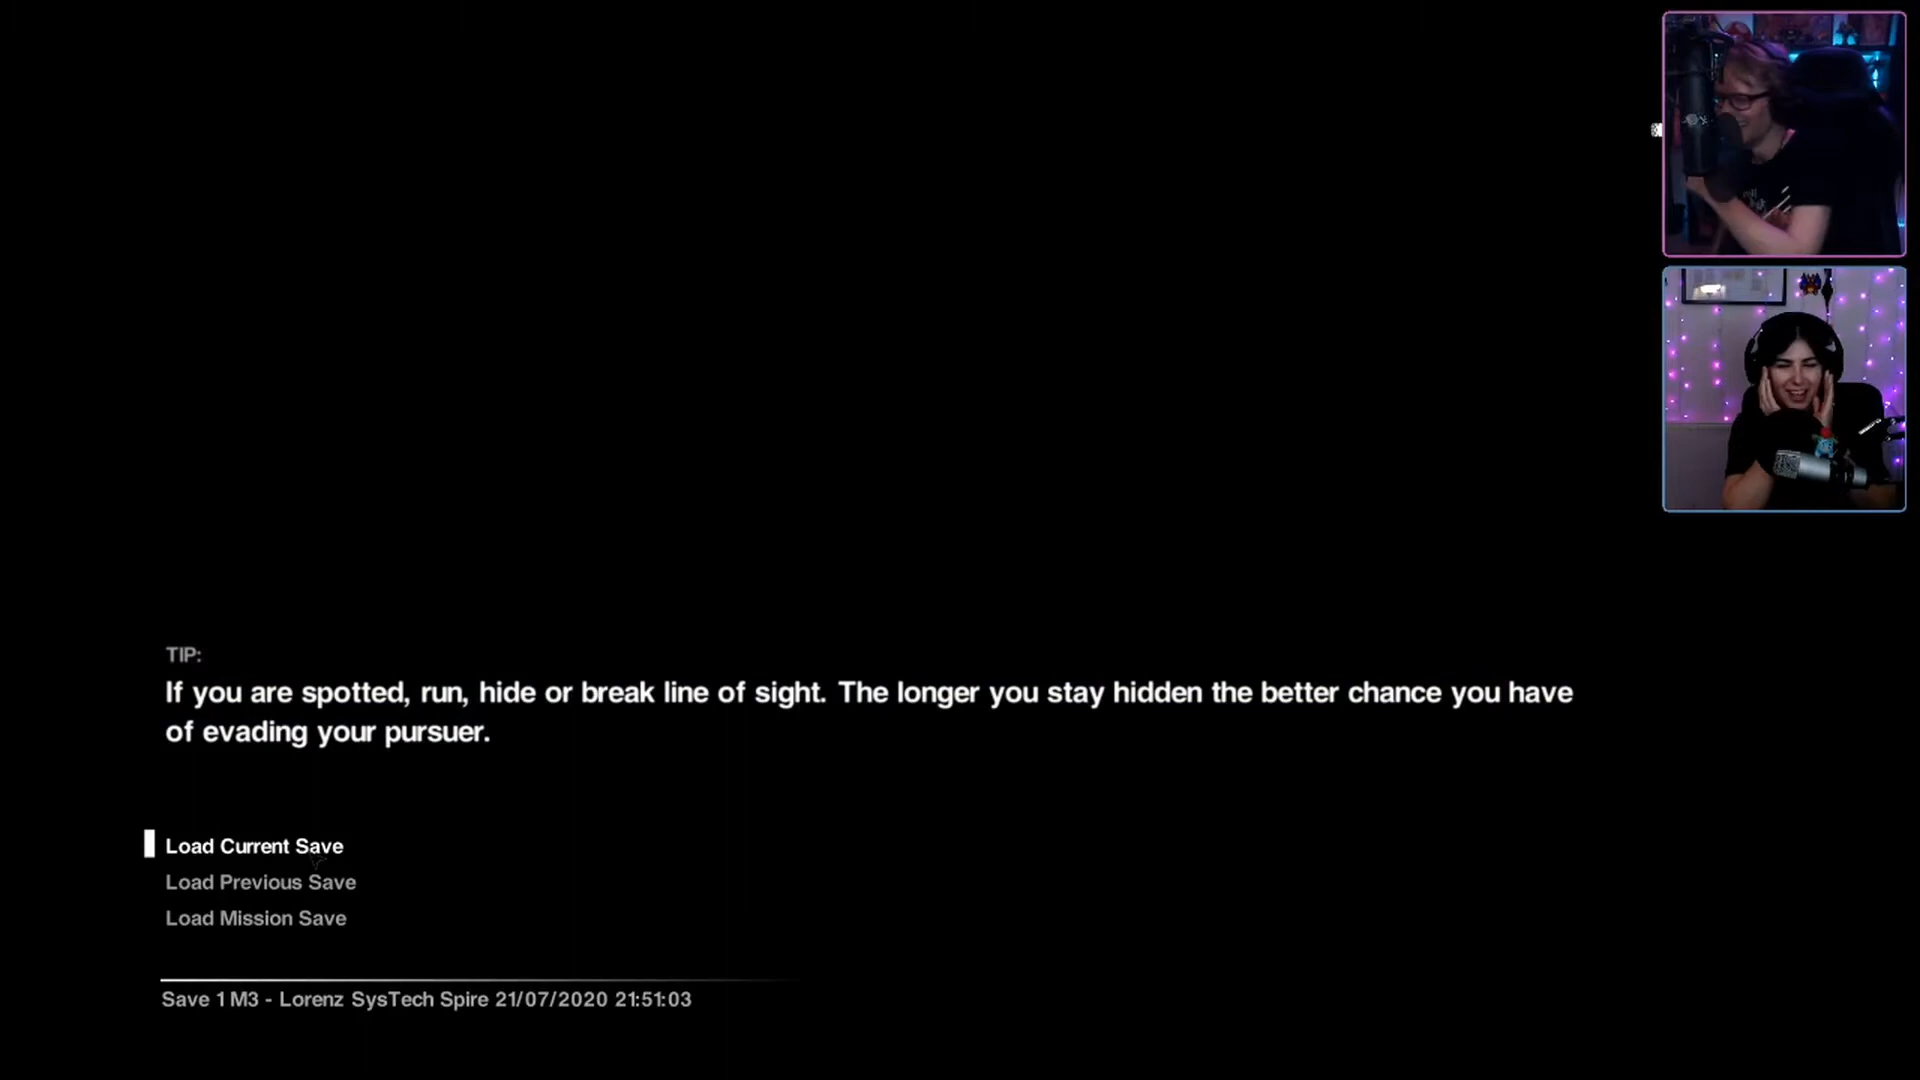 TIP:
If you are spotted, run, hide or break line of sight. The longer you stay hidden the better chance you have
of evading your pursuer.
Load Current Save
Load Previous Save
Load Mission Save
Save 1 M3 - Lorenz SysTech Spire 21/07/2020 21:51:03